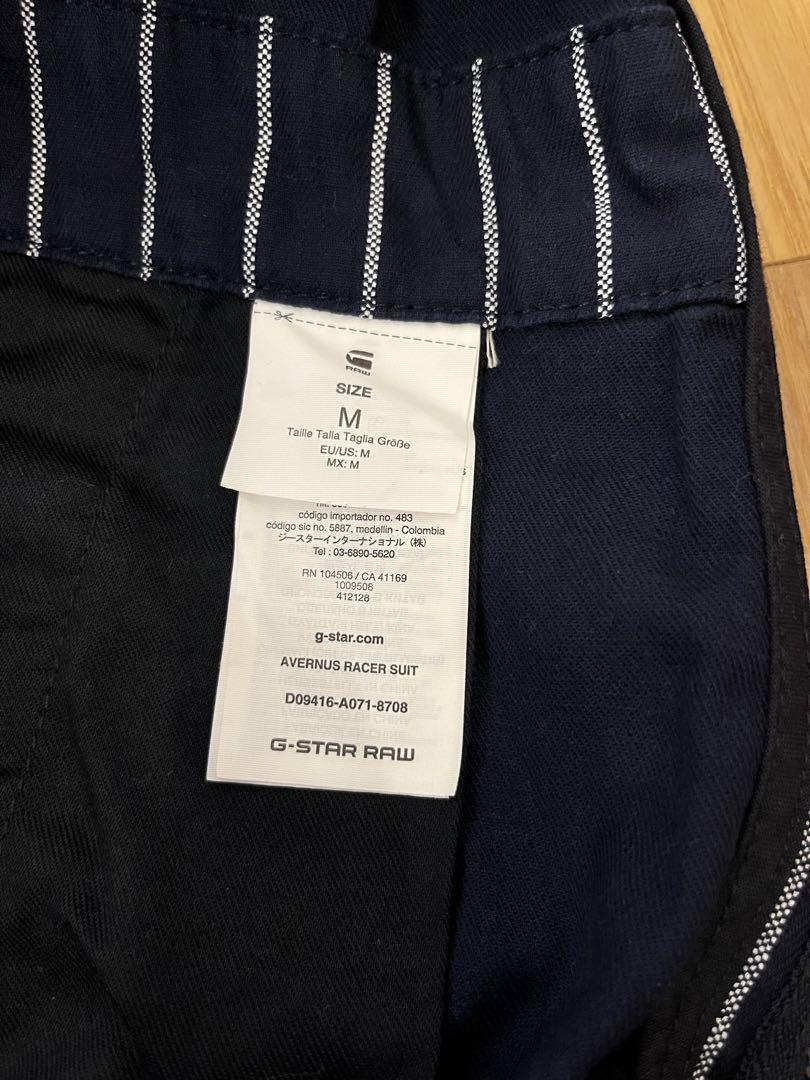 G
RAW
SIZE
M
Taille Talla Taglia Größe
EU/US: M
MX: M
código importador no. 483
código sic no. 5887, medellin - Colombia
ジースターインターナショナル（株）
Tel : 03-6890-5620
RN 104506 / CA 41169
1009508
412128
g-star.com
AVERNUS RACER SUIT
D09416-A071-8708
G-STAR RAW